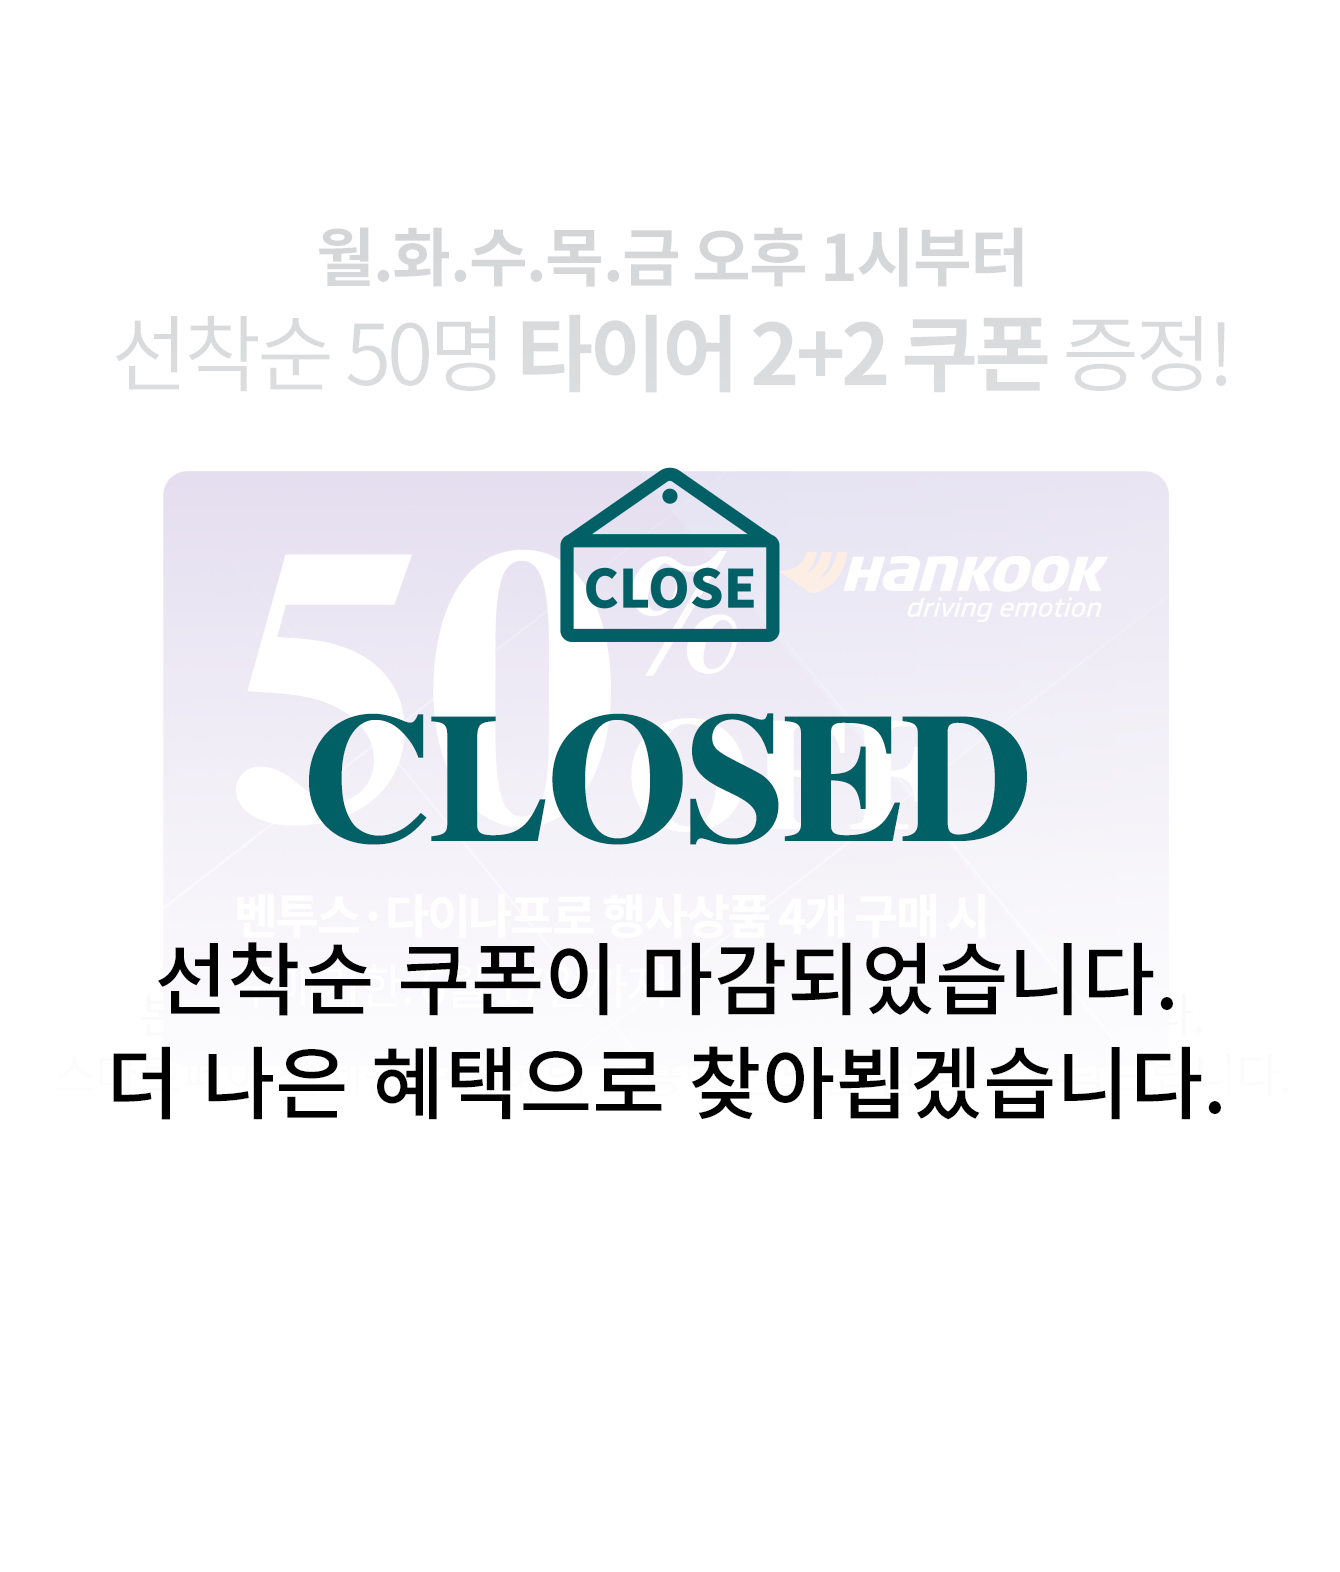 월.화.수.목.금 오후 1시부터
선착순 50명 타이어 2+2 쿠폰 증정!
CLOSE
50%
HANKOOK
driving emotion
OFF
CLOSED
벤투스·다이나프로 행사상품 4개 구매 시
선착순 쿠폰이 마감되었습니다.
더 나은 혜택으로 찾아뵙겠습니다.